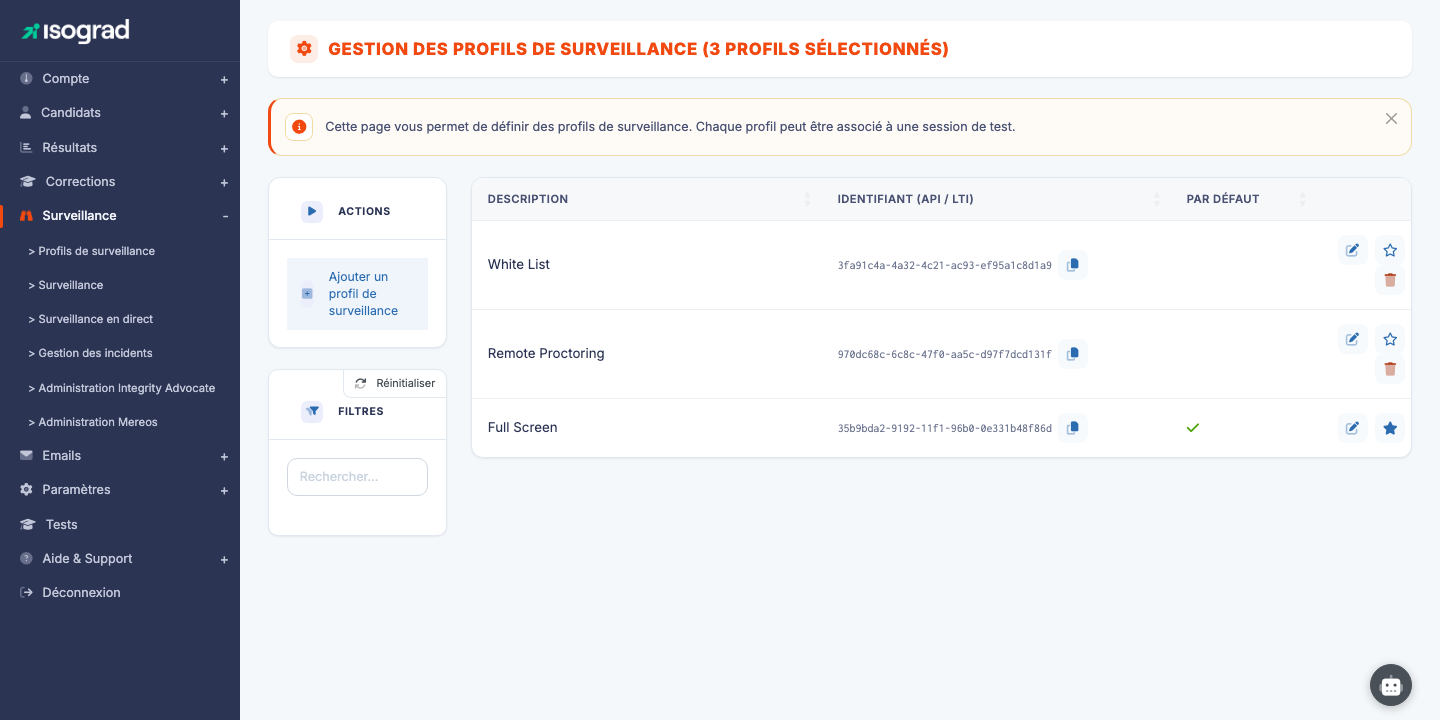 isograd
Compte +
Candidats +
Résultats +
Corrections +
Surveillance -
> Profils de surveillance
> Surveillance
> Surveillance en direct
> Gestion des incidents
> Administration Integrity Advocate
> Administration Mereos
Emails +
Paramètres +
Tests
Aide & Support +
Déconnexion
GESTION DES PROFILS DE SURVEILLANCE (3 PROFILS SÉLECTIONNÉS)
Cette page vous permet de définir des profils de surveillance. Chaque profil peut être associé à une session de test.
ACTIONS
Ajouter un
profil de
surveillance
Réinitialiser
FILTRES
Rechercher...
DESCRIPTION IDENTIFIANT (API / LTI) PAR DÉFAUT
White List 3fa91c4a-4a32-4c21-ac93-ef95a1c8d1a9
Remote Proctoring 970dc68c-6c8c-47f0-aa5c-d97f7dcd131f
Full Screen 35b9bda2-9192-11f1-96b0-0e331b48f86d